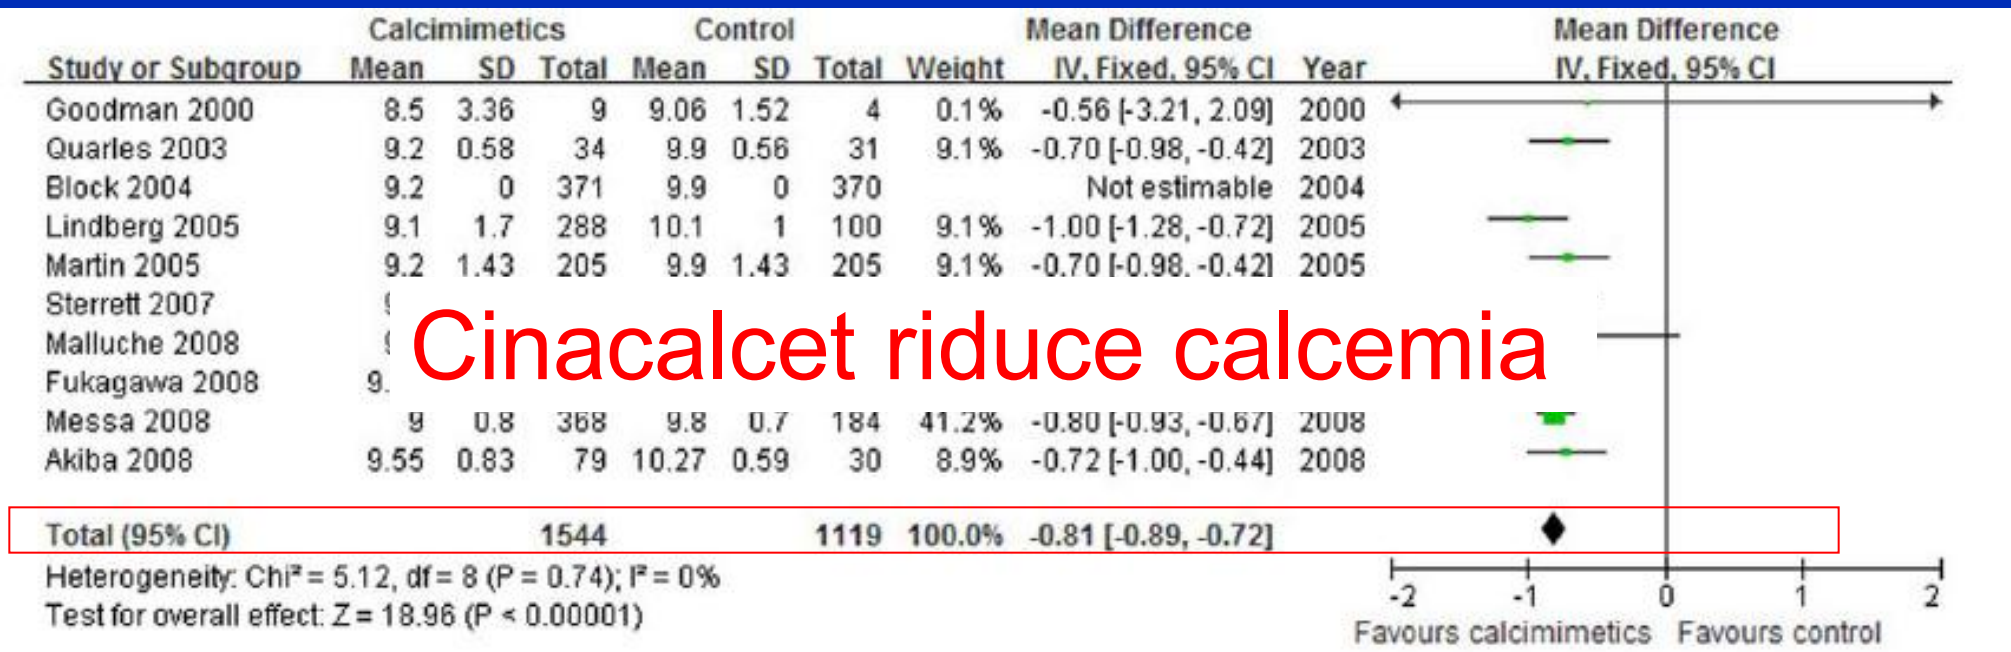 Calcimimetics Control Mean Difference Mean Difference
Study or Subgroup Mean SD Total Mean SD Total Weight IV, Fixed, 95% CI Year IV, Fixed, 95% CI
Goodman 2000 8.5 3.36 9 9.06 1.52 4 0.1% -0.56 [-3.21, 2.09] 2000
Quarles 2003 9.2 0.58 34 9.9 0.56 31 9.1% -0.70 [-0.98, -0.42] 2003
Block 2004 9.2 0 371 9.9 0 370 Not estimable 2004
Lindberg 2005 9.1 1.7 288 10.1 1 100 9.1% -1.00 [-1.28, -0.72] 2005
Martin 2005 9.2 1.43 205 9.9 1.43 205 9.1% -0.70 [-0.98, -0.42] 2005
Sterrett 2007
Malluche 2008
Cinacalcet riduce calcemia
Fukagawa 2008 9.
Messa 2008 9 0.8 368 9.8 0.7 184 41.2% -0.80 [-0.93, -0.67] 2008
Akiba 2008 9.55 0.83 79 10.27 0.59 30 8.9% -0.72 [-1.00, -0.44] 2008
Total (95% CI) 1544 1119 100.0% -0.81 [-0.89, -0.72]
Heterogeneity: Chi² = 5.12, df = 8 (P = 0.74); I² = 0%
Test for overall effect: Z = 18.96 (P < 0.00001)
-2 -1 0 1 2
Favours calcimimetics Favours control